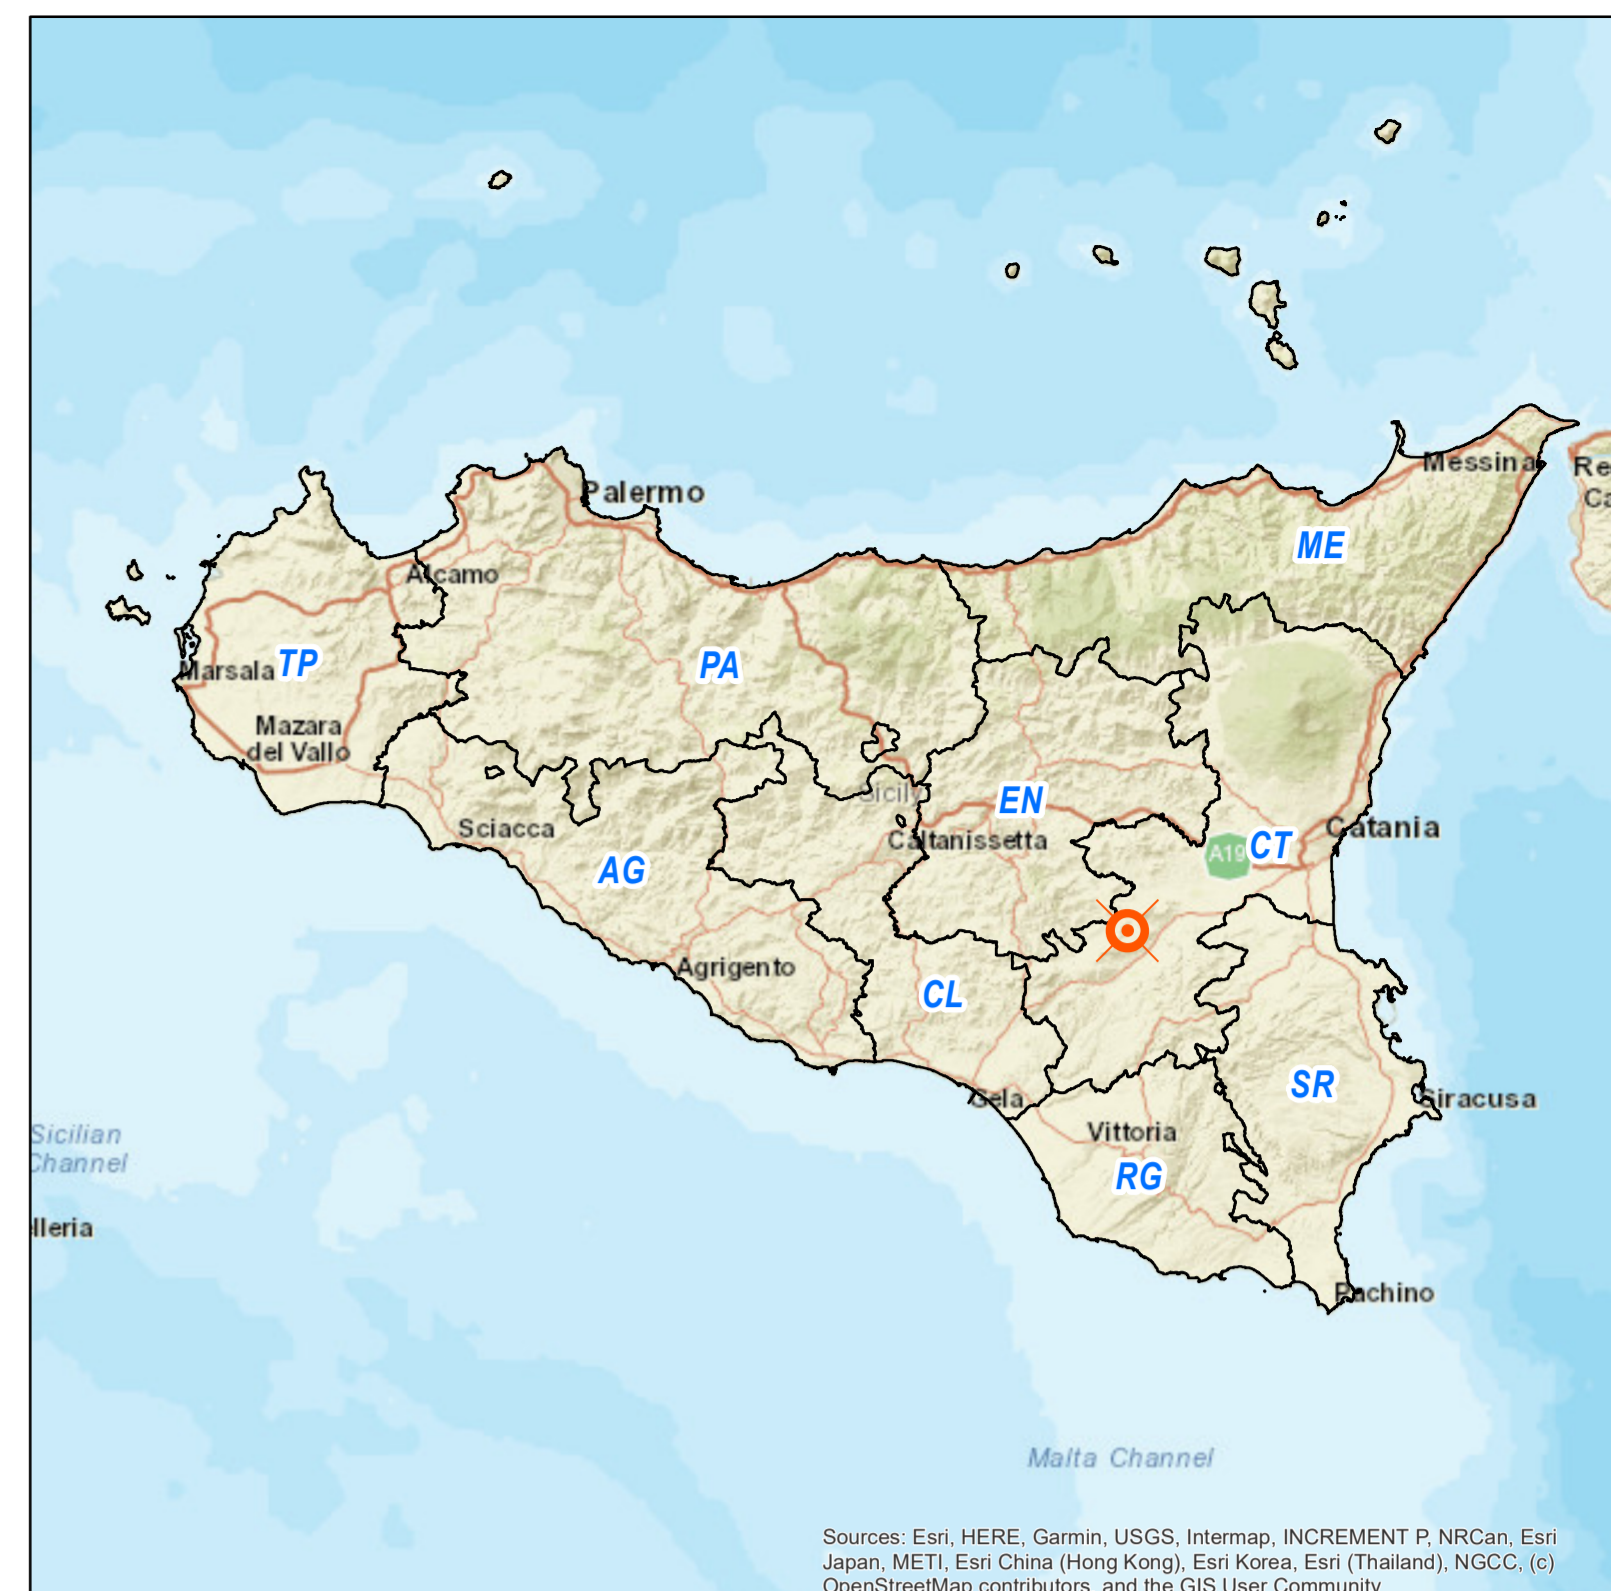 Palermo
Messina
Re
Ca
ME
Alcamo
Marsala
TP
PA
Mazara
del Vallo
Sicily
EN
Caltanissetta
Sciacca
AG
A19
CT
Catania
Agrigento
CL
Gela
SR
Siracusa
Vittoria
RG
Sicilian
Channel
lleria
Pachino
Malta Channel
Sources: Esri, HERE, Garmin, USGS, Intermap, INCREMENT P, NRCan, Esri
Japan, METI, Esri China (Hong Kong), Esri Korea, Esri (Thailand), NGCC, (c)
OpenStreetMap contributors, and the GIS User Community